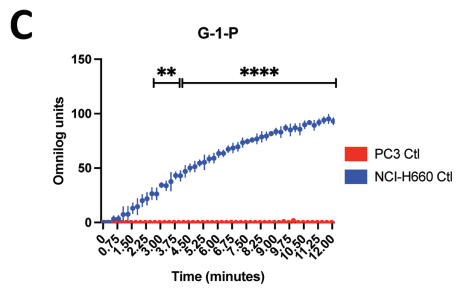 C
G-1-P
150
**
****
100
50
0
Omnilog units
PC3 Ctl
NCI-H660 Ctl
0 0.75 1.50 2.25 3.00 3.75 4.50 5.25 6.00 6.75 7.50 8.25 9.00 9.75 10.50 11.25 12.00
Time (minutes)